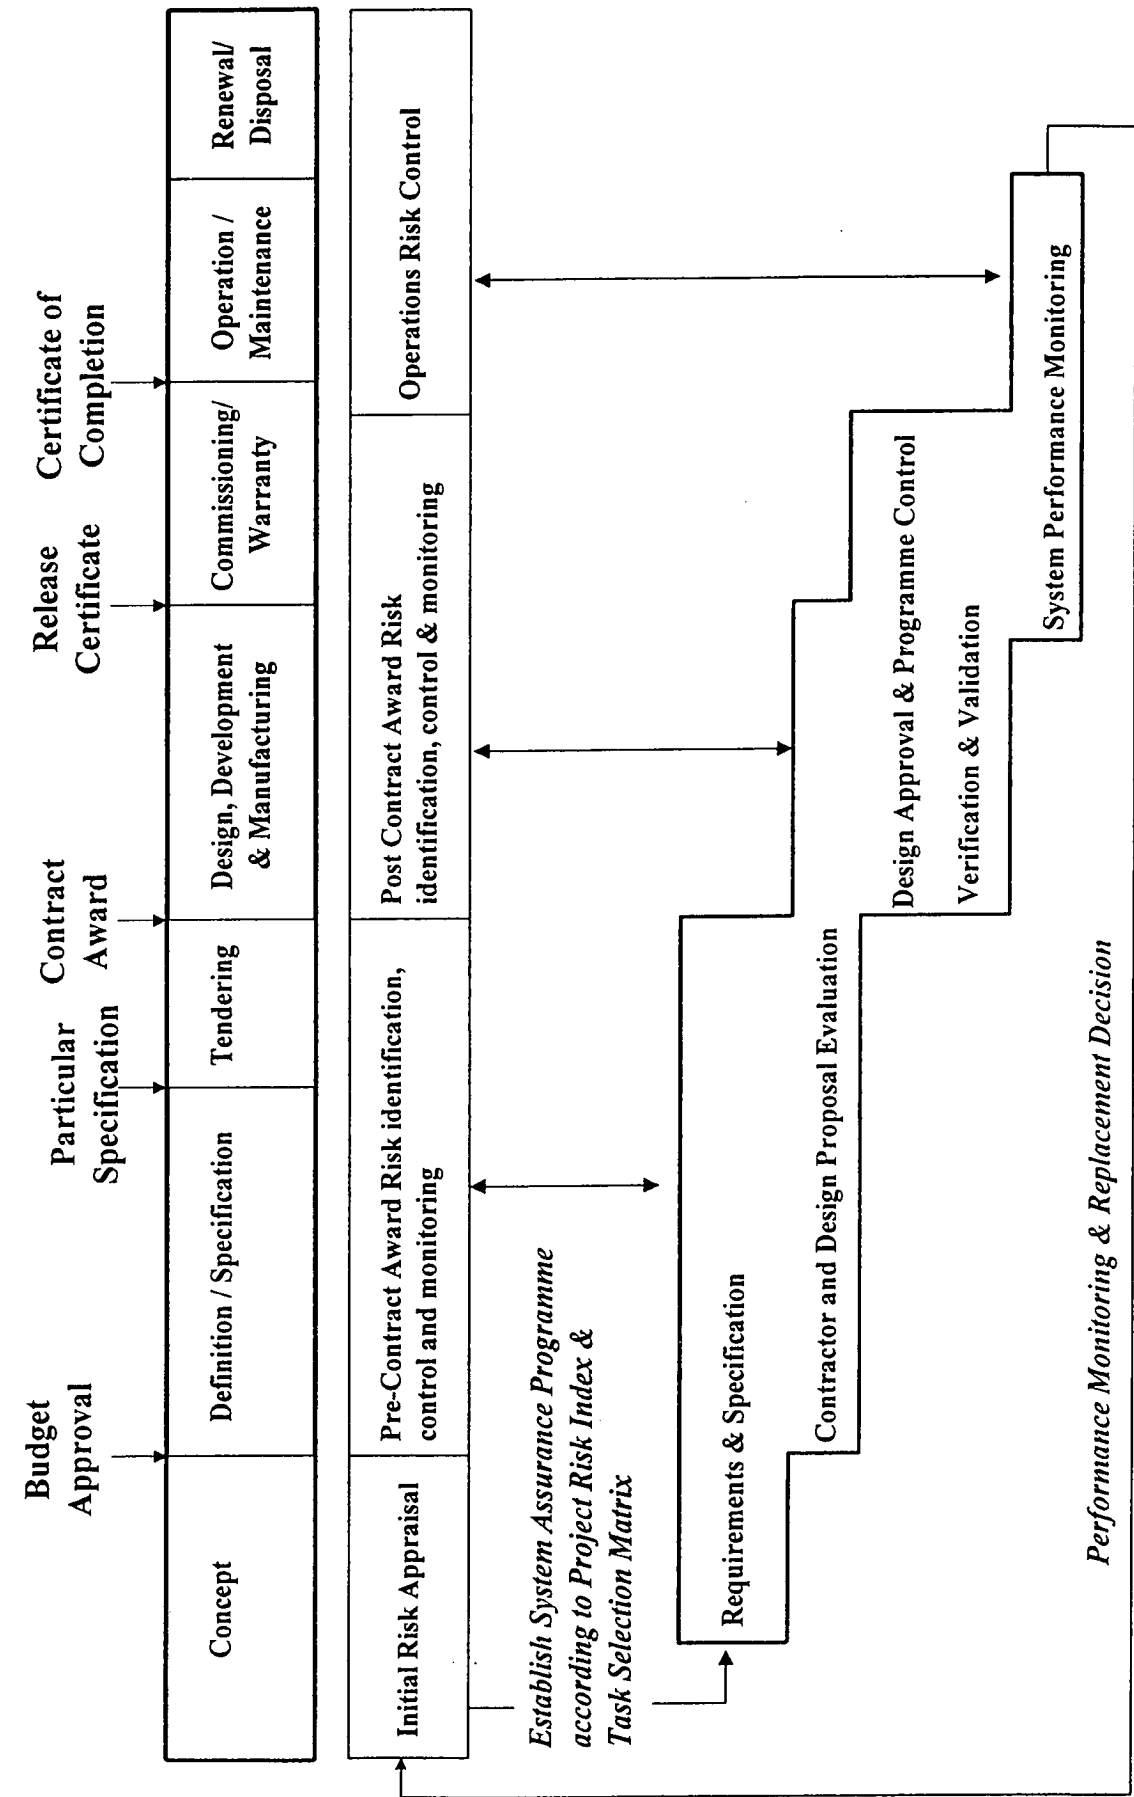 Budget
Approval
Particular
Specification
Contract
Award
Release
Certificate
Certificate of
Completion
Concept
Definition / Specification
Tendering
Design, Development
& Manufacturing
Commissioning/
Warranty
Operation /
Maintenance
Renewal/
Disposal
Initial Risk Appraisal
Pre-Contract Award Risk identification,
control and monitoring
Post Contract Award Risk
identification, control & monitoring
Operations Risk Control
Establish System Assurance Programme
according to Project Risk Index &
Task Selection Matrix
Requirements & Specification
Contractor and Design Proposal Evaluation
Design Approval & Programme Control
Verification & Validation
System Performance Monitoring
Performance Monitoring & Replacement Decision